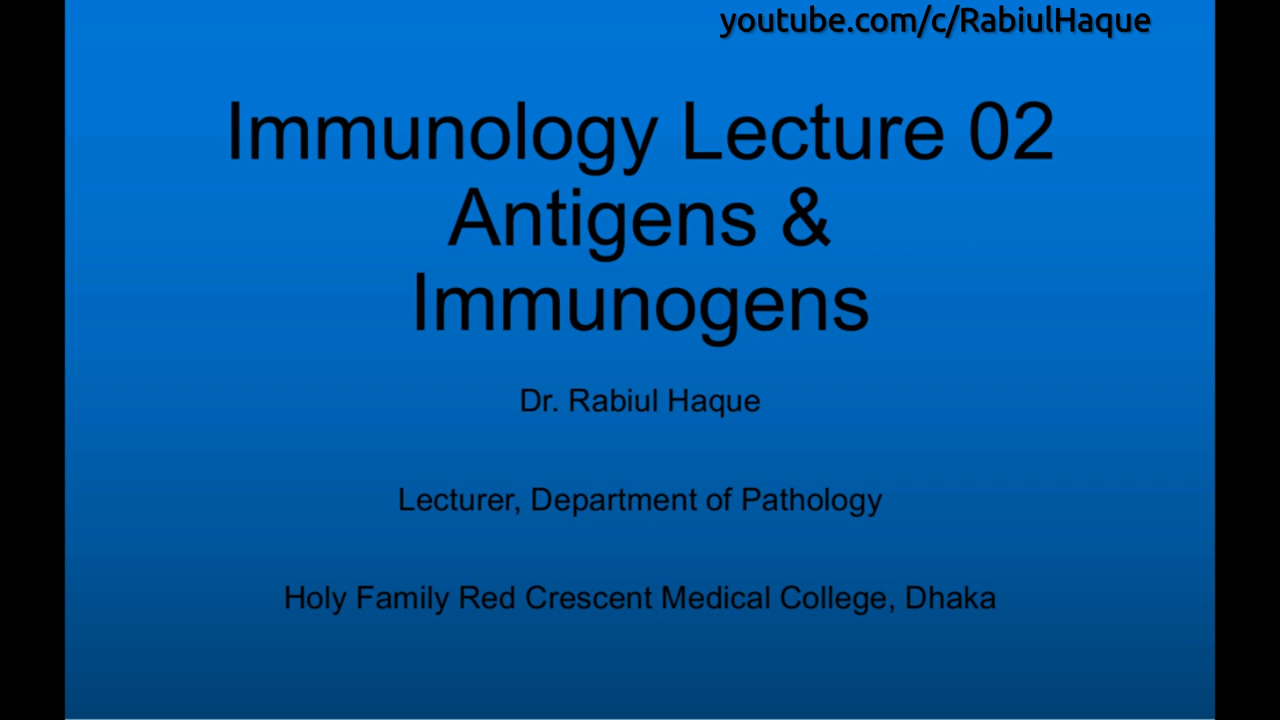 youtube.com/c/RabiulHaque
Immunology Lecture 02
Antigens &
Immunogens
Dr. Rabiul Haque
Lecturer, Department of Pathology
Holy Family Red Crescent Medical College, Dhaka